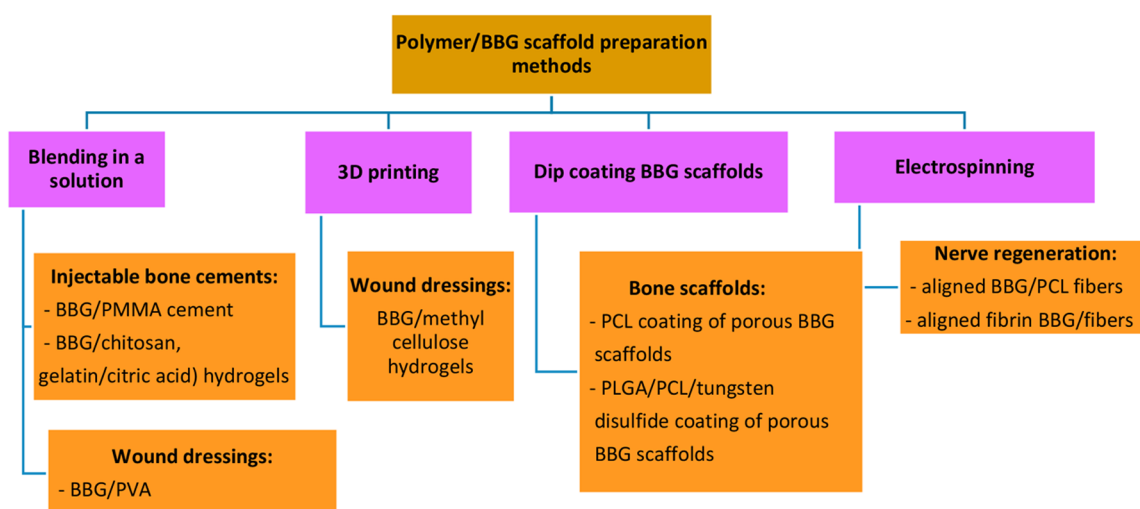 Polymer/BBG scaffold preparation
methods
Blending in a
solution
3D printing
Dip coating BBG scaffolds
Electrospinning
Injectable bone cements:
- BBG/PMMA cement
- BBG/chitosan,
gelatin/citric acid) hydrogels
Wound dressings:
- BBG/PVA
Wound dressings:
BBG/methyl
cellulose
hydrogels
Bone scaffolds:
- PCL coating of porous BBG
scaffolds
- PLGA/PCL/tungsten
disulfide coating of porous
BBG scaffolds
Nerve regeneration:
- aligned BBG/PCL fibers
- aligned fibrin BBG/fibers